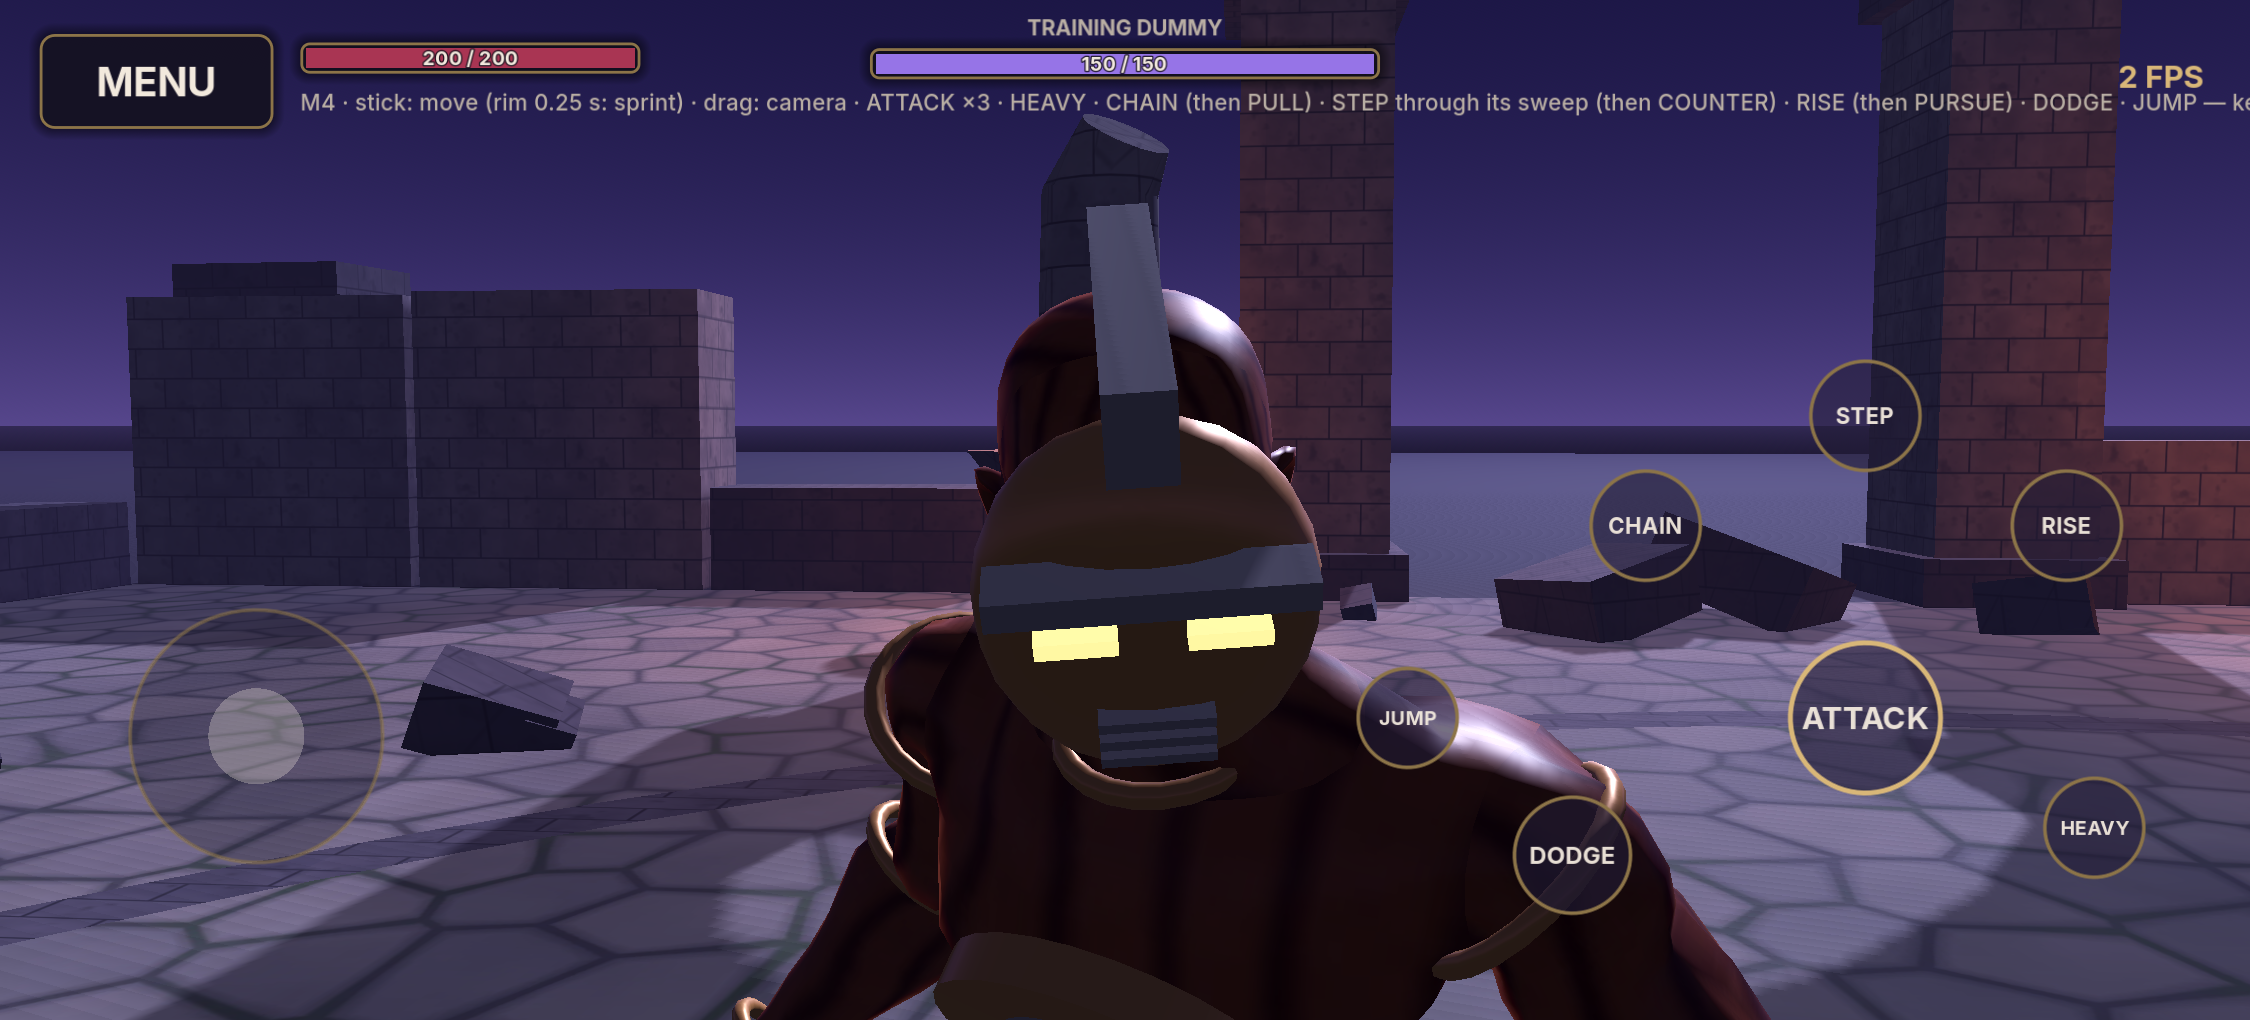 TRAINING DUMMY
MENU
200 / 200
150 / 150
2 FPS
M4 · stick: move (rim 0.25 s: sprint) · drag: camera · ATTACK ×3 · HEAVY · CHAIN (then PULL) · STEP through its sweep (then COUNTER) · RISE (then PURSUE) · DODGE · JUMP — ke
STEP
CHAIN
RISE
JUMP
ATTACK
HEAVY
DODGE